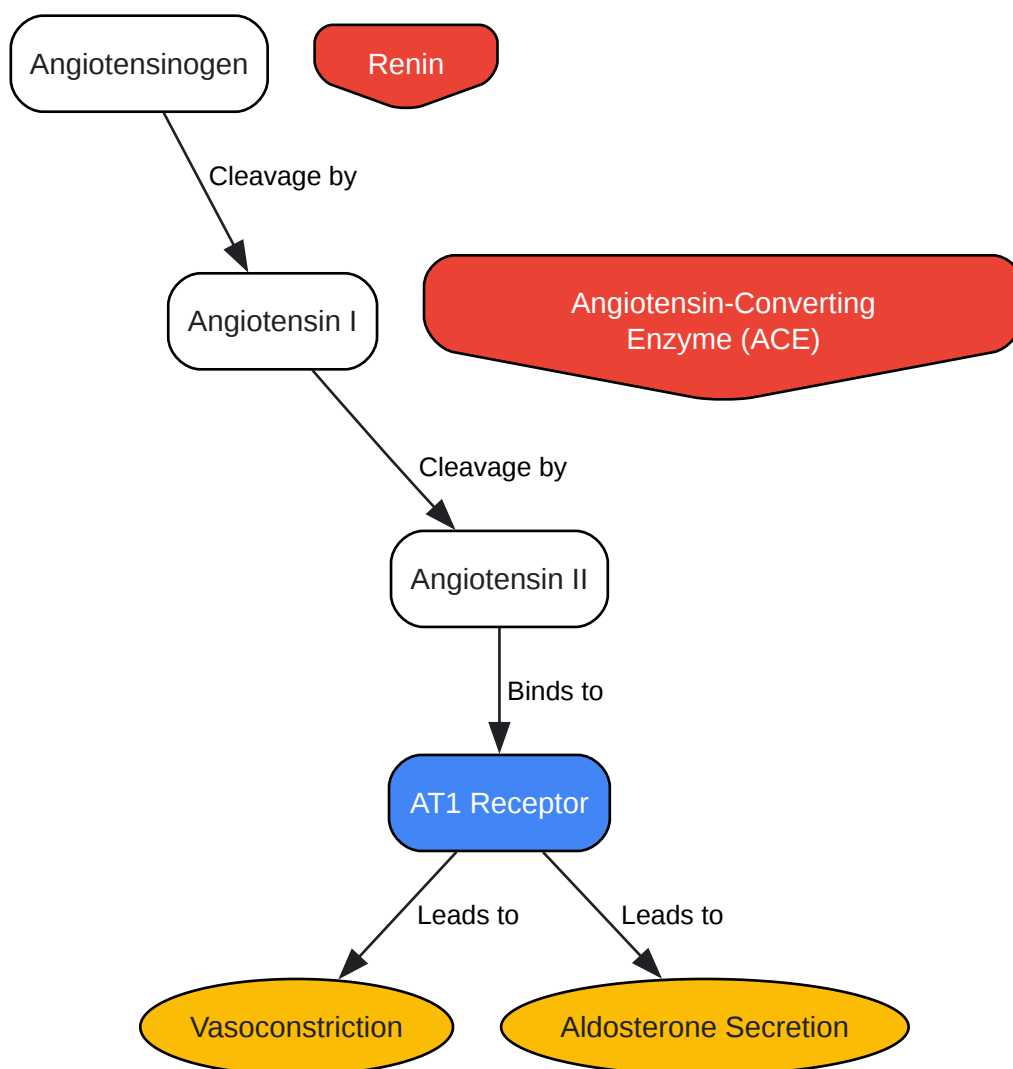 Angiotensinogen
Renin
Cleavage by
Angiotensin I
Angiotensin-Converting
Enzyme (ACE)
Cleavage by
Angiotensin II
Binds to
AT1 Receptor
Leads to
Leads to
Vasoconstriction
Aldosterone Secretion